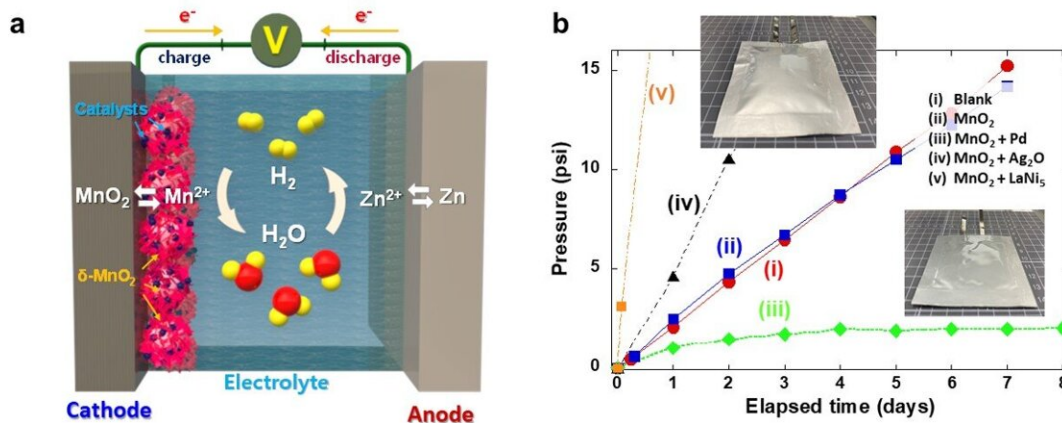 a
e⁻ e⁻
V
charge discharge
Catalysts
MnO₂ Mn²⁺ H₂ Zn²⁺ Zn
H₂O
δ-MnO₂
Electrolyte
Cathode Anode
b
Pressure (psi)
15
10
5
0
0 1 2 3 4 5 6 7 8
Elapsed time (days)
(v)
(iv)
(ii)
(i)
(iii)
(i) Blank
(ii) MnO₂
(iii) MnO₂ + Pd
(iv) MnO₂ + Ag₂O
(v) MnO₂ + LaNi₅